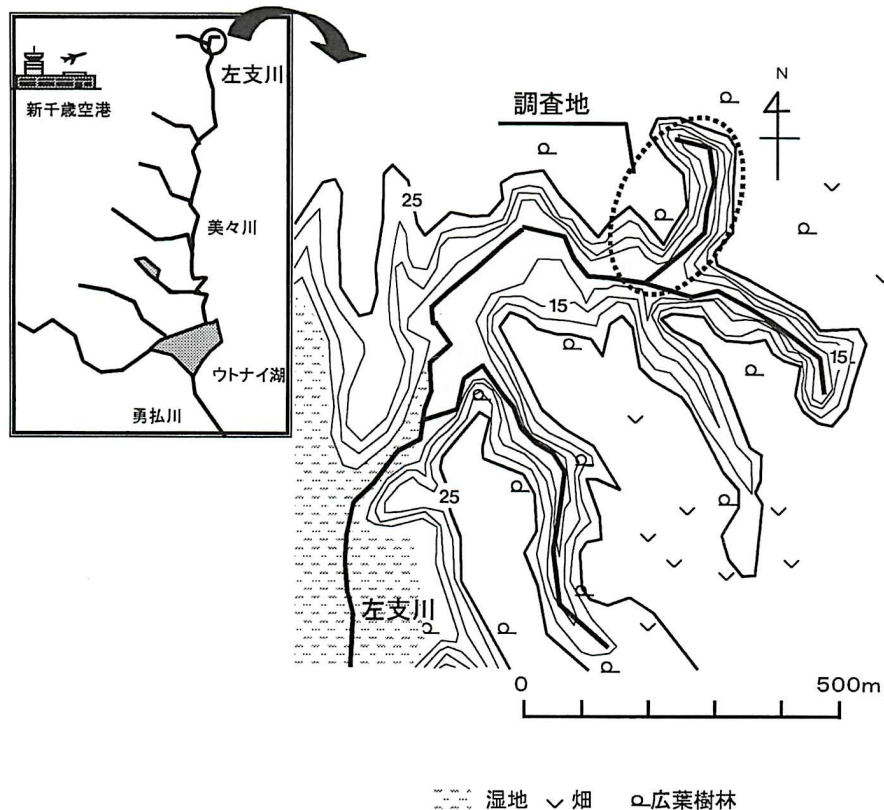 左支川
新千歳空港
美々川
ウトナイ湖
勇払川
調査地
N
25
15
15
25
左支川
0 500m
湿地 畑 広葉樹林